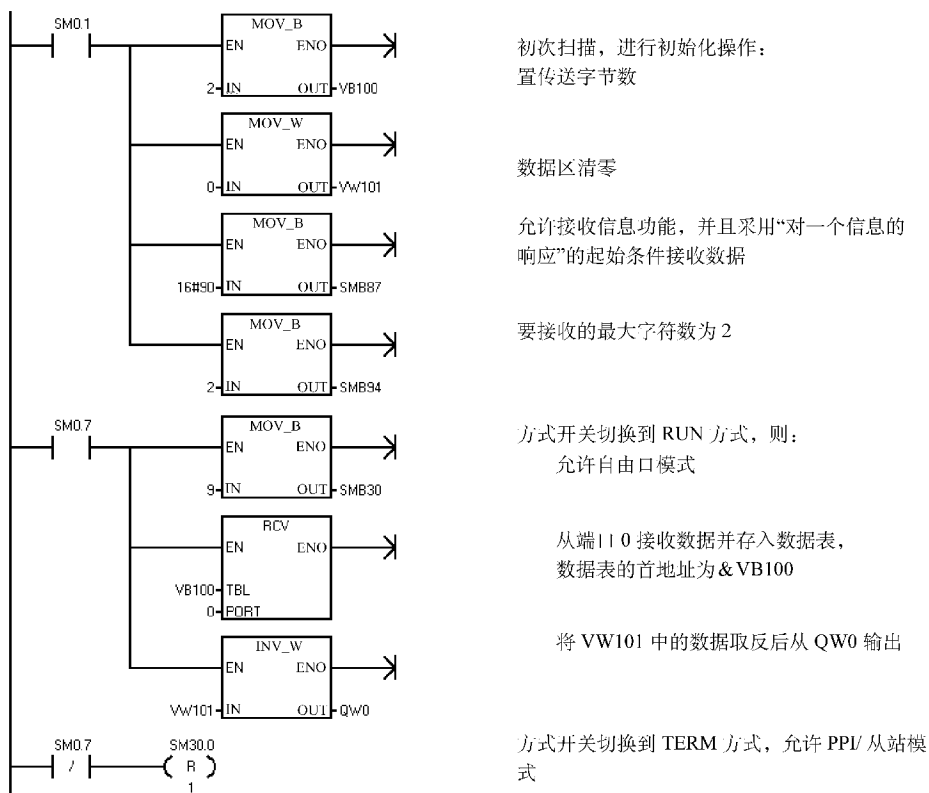 SM0.1
MOV_B
EN ENO
2 IN OUT VB100
初次扫描，进行初始化操作：
置传送字节数
MOV_W
EN ENO
0 IN OUT VW101
数据区清零
MOV_B
EN ENO
16#90 IN OUT SMB87
允许接收信息功能，并且采用“对一个信息的
响应”的起始条件接收数据
MOV_B
EN ENO
2 IN OUT SMB94
要接收的最大字符数为 2
SM0.7
MOV_B
EN ENO
9 IN OUT SMB30
方式开关切换到 RUN 方式，则：
允许自由口模式
RCV
EN ENO
VB100 TBL
0 PORT
从端口 0 接收数据并存入数据表，
数据表的首地址为&VB100
INV_W
EN ENO
VW101 IN OUT QW0
将 VW101 中的数据取反后从 QW0 输出
SM0.7 SM30.0
/ R
1
方式开关切换到 TERM 方式，允许 PPI/ 从站模
式